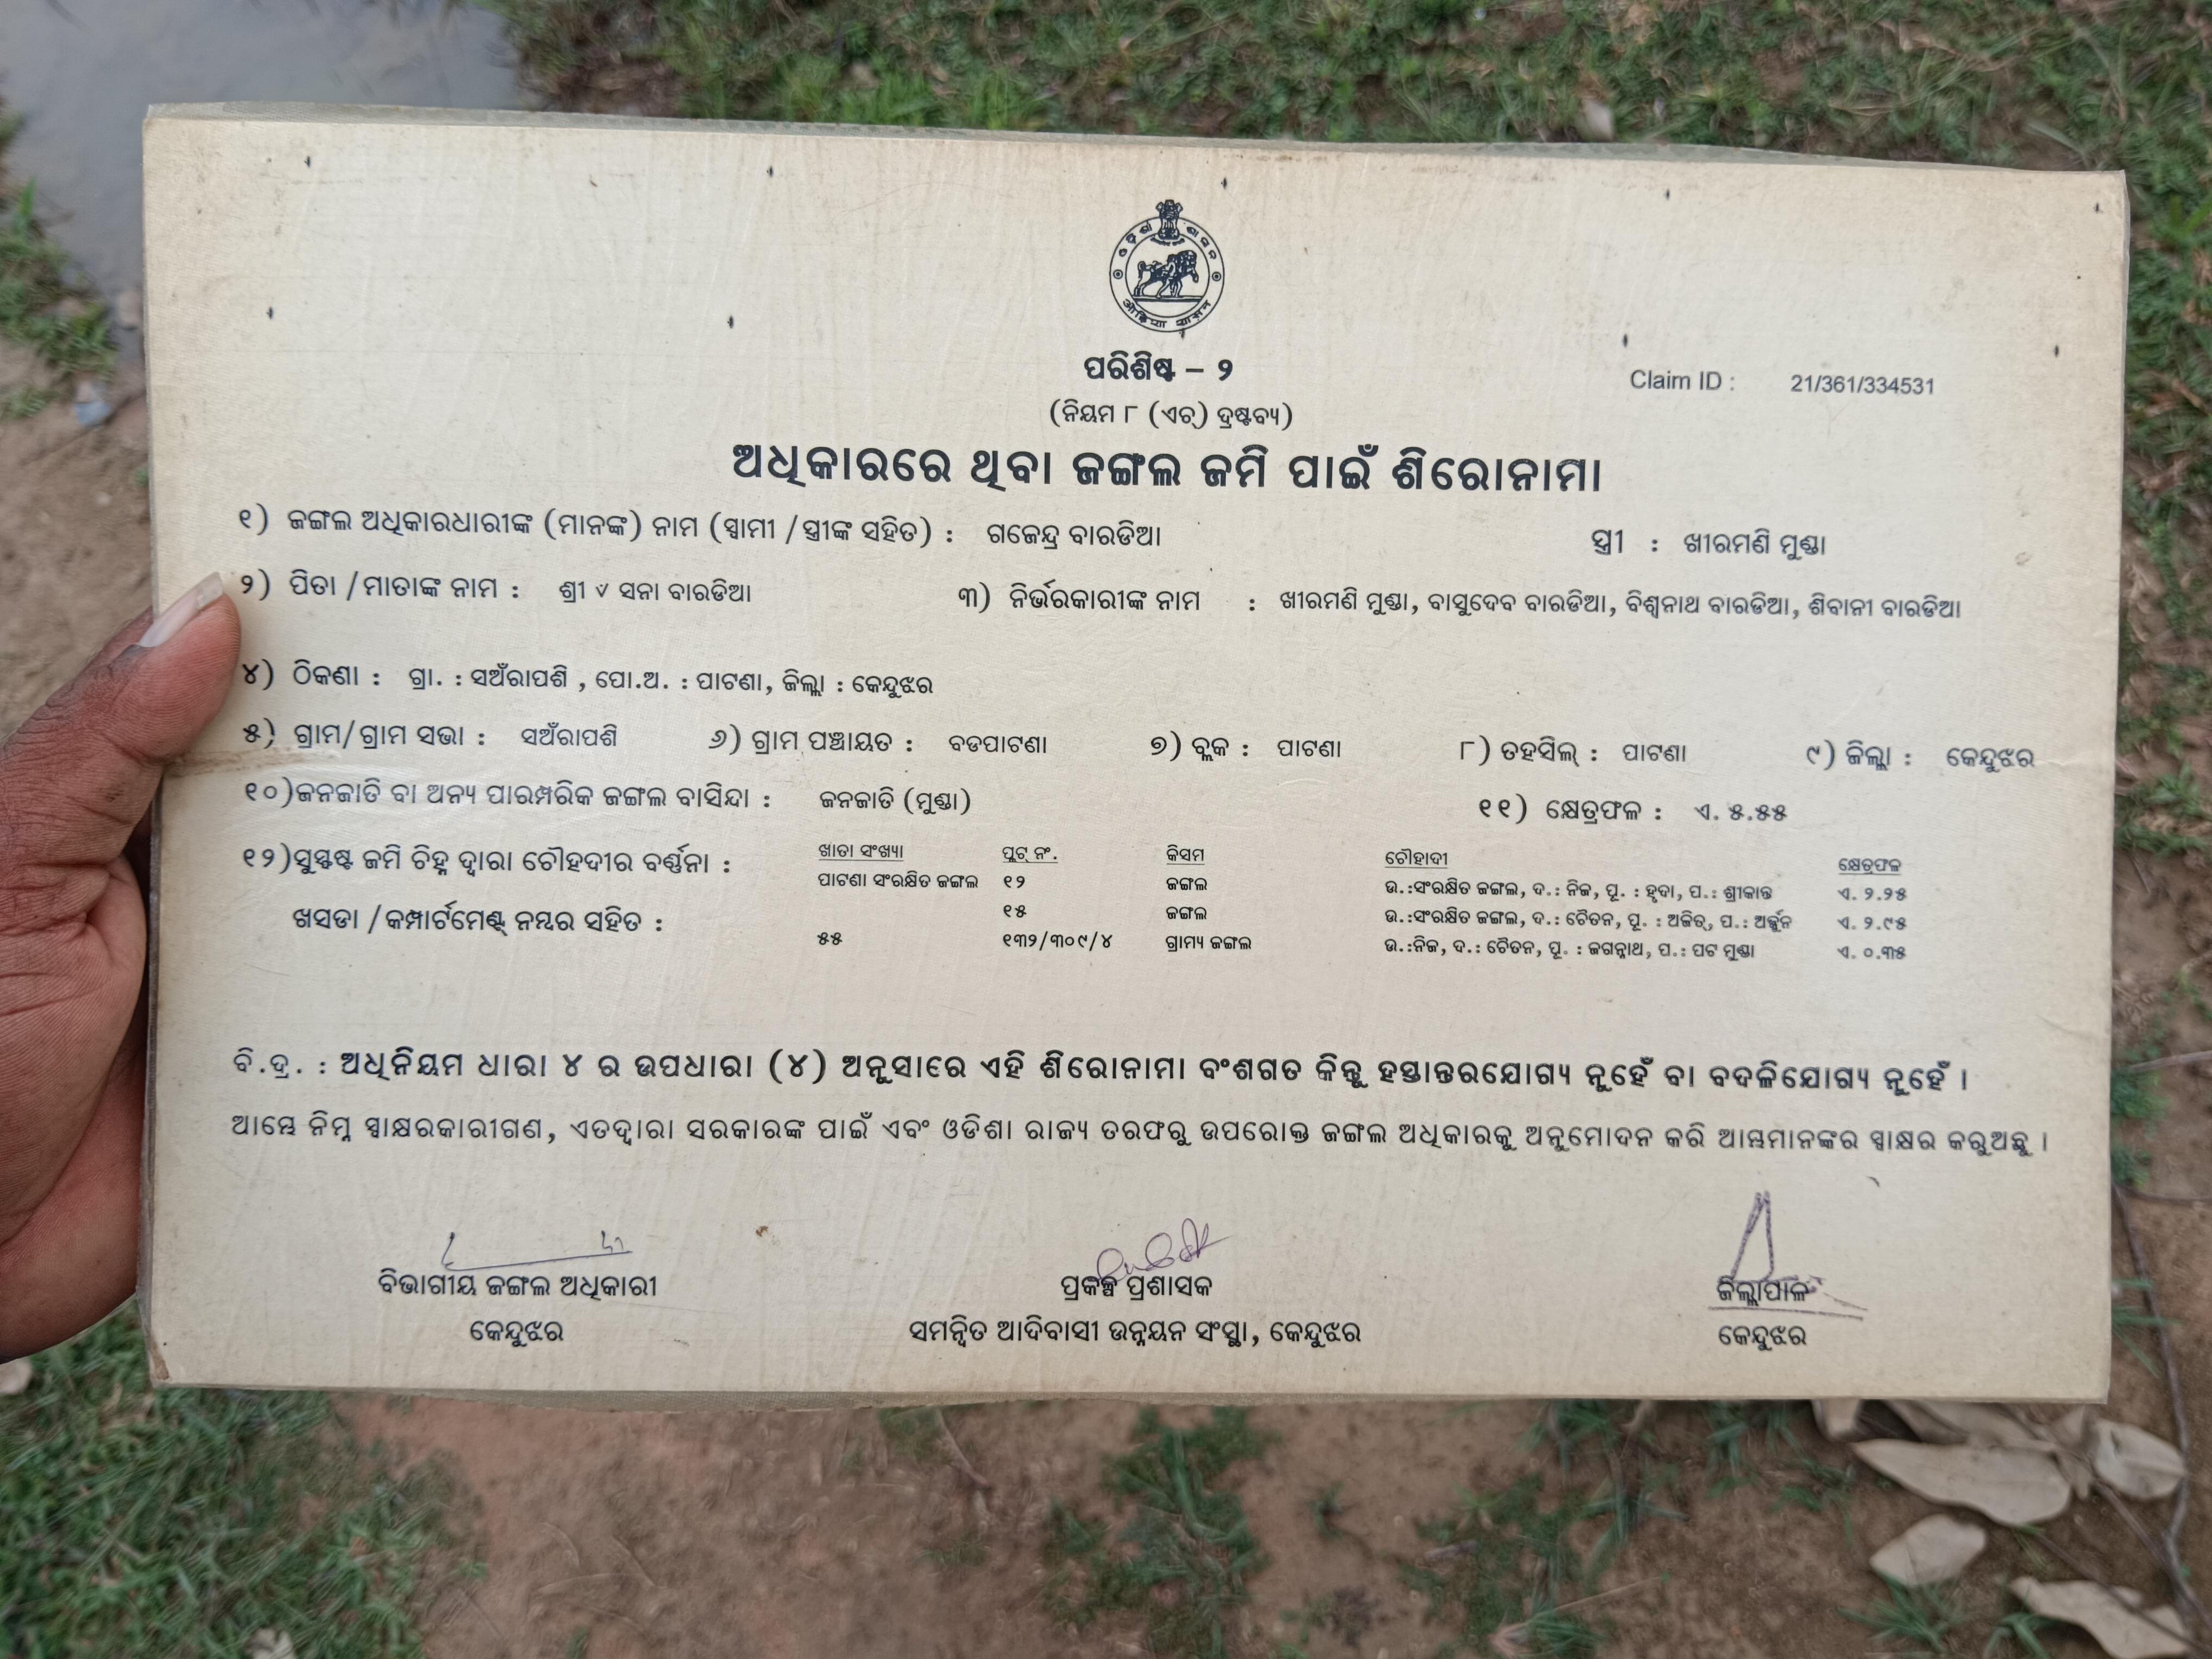 ପରିଶିଷ୍ଟ – ୨
Claim ID : 21/361/334531
(ନିୟମ ୮ (ଏଚ୍) ଦ୍ରଷ୍ଟବ୍ୟ)
ଅଧିକାରରେ ଥିବା ଜଙ୍ଗଲ ଜମି ପାଇଁ ଶିରୋନାମା
୧) ଜଙ୍ଗଲ ଅଧିକାରଧାରୀଙ୍କ (ମାନଙ୍କ) ନାମ (ସ୍ୱାମୀ /ସ୍ତ୍ରୀଙ୍କ ସହିତ) : ଗଜେନ୍ଦ୍ର ବାରଡିଆ ସ୍ତ୍ରୀ : ଖୀରମଣି ମୁଣ୍ଡା
୨) ପିତା /ମାତାଙ୍କ ନାମ : ଶ୍ରୀ ସନା ବାରଡିଆ ୩) ନିର୍ଭରକାରୀଙ୍କ ନାମ : ଖୀରମଣି ମୁଣ୍ଡା, ବାସୁଦେବ ବାରଡିଆ, ବିଶ୍ୱନାଥ ବାରଡିଆ, ଶିବାନୀ ବାରଡିଆ
୪) ଠିକଣା : ଗ୍ରା. : ସଅଁରାପଶି , ପୋ.ଅ. : ପାଟଣା, ଜିଲ୍ଲା : କେନ୍ଦୁଝର
୫) ଗ୍ରାମ/ଗ୍ରାମ ସଭା : ସଅଁରାପଶି ୬) ଗ୍ରାମ ପଞ୍ଚାୟତ : ବଡପାଟଣା ୭) ବ୍ଲକ : ପାଟଣା ୮) ତହସିଲ୍ : ପାଟଣା ୯) ଜିଲ୍ଲା : କେନ୍ଦୁଝର
୧୦)ଜନଜାତି ବା ଅନ୍ୟ ପାରମ୍ପରିକ ଜଙ୍ଗଲ ବାସିନ୍ଦା : ଜନଜାତି (ମୁଣ୍ଡା) ୧୧) କ୍ଷେତ୍ରଫଳ : ଏ. ୫.୫୫
୧୨)ସୁସ୍ପଷ୍ଟ ଜମି ଚିହ୍ନ ଦ୍ୱାରା ଚୌହଦୀର ବର୍ଣ୍ଣନା :
ଖସଡା /କମ୍ପାର୍ଟମେଣ୍ଟ୍ ନମ୍ବର ସହିତ :
ଖାତା ସଂଖ୍ୟା ପ୍ଲଟ୍ ନଂ. କିସମ ଚୌହାଦୀ କ୍ଷେତ୍ରଫଳ
ପାଟଣା ସଂରକ୍ଷିତ ଜଙ୍ଗଲ ୧୨ ଜଙ୍ଗଲ ଉ.:ସଂରକ୍ଷିତ ଜଙ୍ଗଲ, ଦ.: ନିଜ, ପୂ. : ହୃଦା, ପ.: ଶ୍ରୀକାନ୍ତ ଏ. ୨.୨୫
୧୫ ଜଙ୍ଗଲ ଉ.:ସଂରକ୍ଷିତ ଜଙ୍ଗଲ, ଦ.: ଚୈତନ, ପୂ. : ଅଜିତ୍, ପ.: ଅର୍ଜୁନ ଏ. ୨.୯୫
୫୫ ୧୩୨/୩୦୯/୪ ଗ୍ରାମ୍ୟ ଜଙ୍ଗଲ ଉ.:ନିଜ, ଦ.: ଚୈତନ, ପୂ. : ଜଗନ୍ନାଥ, ପ.: ପଟ ମୁଣ୍ଡା ଏ. ୦.୩୫
ବି.ଦ୍ର. : ଅଧିନିୟମ ଧାରା ୪ ର ଉପଧାରା (୪) ଅନୁସାରେ ଏହି ଶିରୋନାମା ବଂଶଗତ କିନ୍ତୁ ହସ୍ତାନ୍ତରଯୋଗ୍ୟ ନୁହେଁ ବା ବଦଳିଯୋଗ୍ୟ ନୁହେଁ ।
ଆମ୍ଭେ ନିମ୍ନ ସ୍ୱାକ୍ଷରକାରୀଗଣ, ଏତଦ୍ୱାରା ସରକାରଙ୍କ ପାଇଁ ଏବଂ ଓଡିଶା ରାଜ୍ୟ ତରଫରୁ ଉପରୋକ୍ତ ଜଙ୍ଗଲ ଅଧିକାରକୁ ଅନୁମୋଦନ କରି ଆମ୍ଭମାନଙ୍କର ସ୍ୱାକ୍ଷର କରୁଅଛୁ ।
ବିଭାଗୀୟ ଜଙ୍ଗଲ ଅଧିକାରୀ ପ୍ରକଳ୍ପ ପ୍ରଶାସକ ଜିଲ୍ଲାପାଳ
କେନ୍ଦୁଝର ସମନ୍ୱିତ ଆଦିବାସୀ ଉନ୍ନୟନ ସଂସ୍ଥା, କେନ୍ଦୁଝର କେନ୍ଦୁଝର